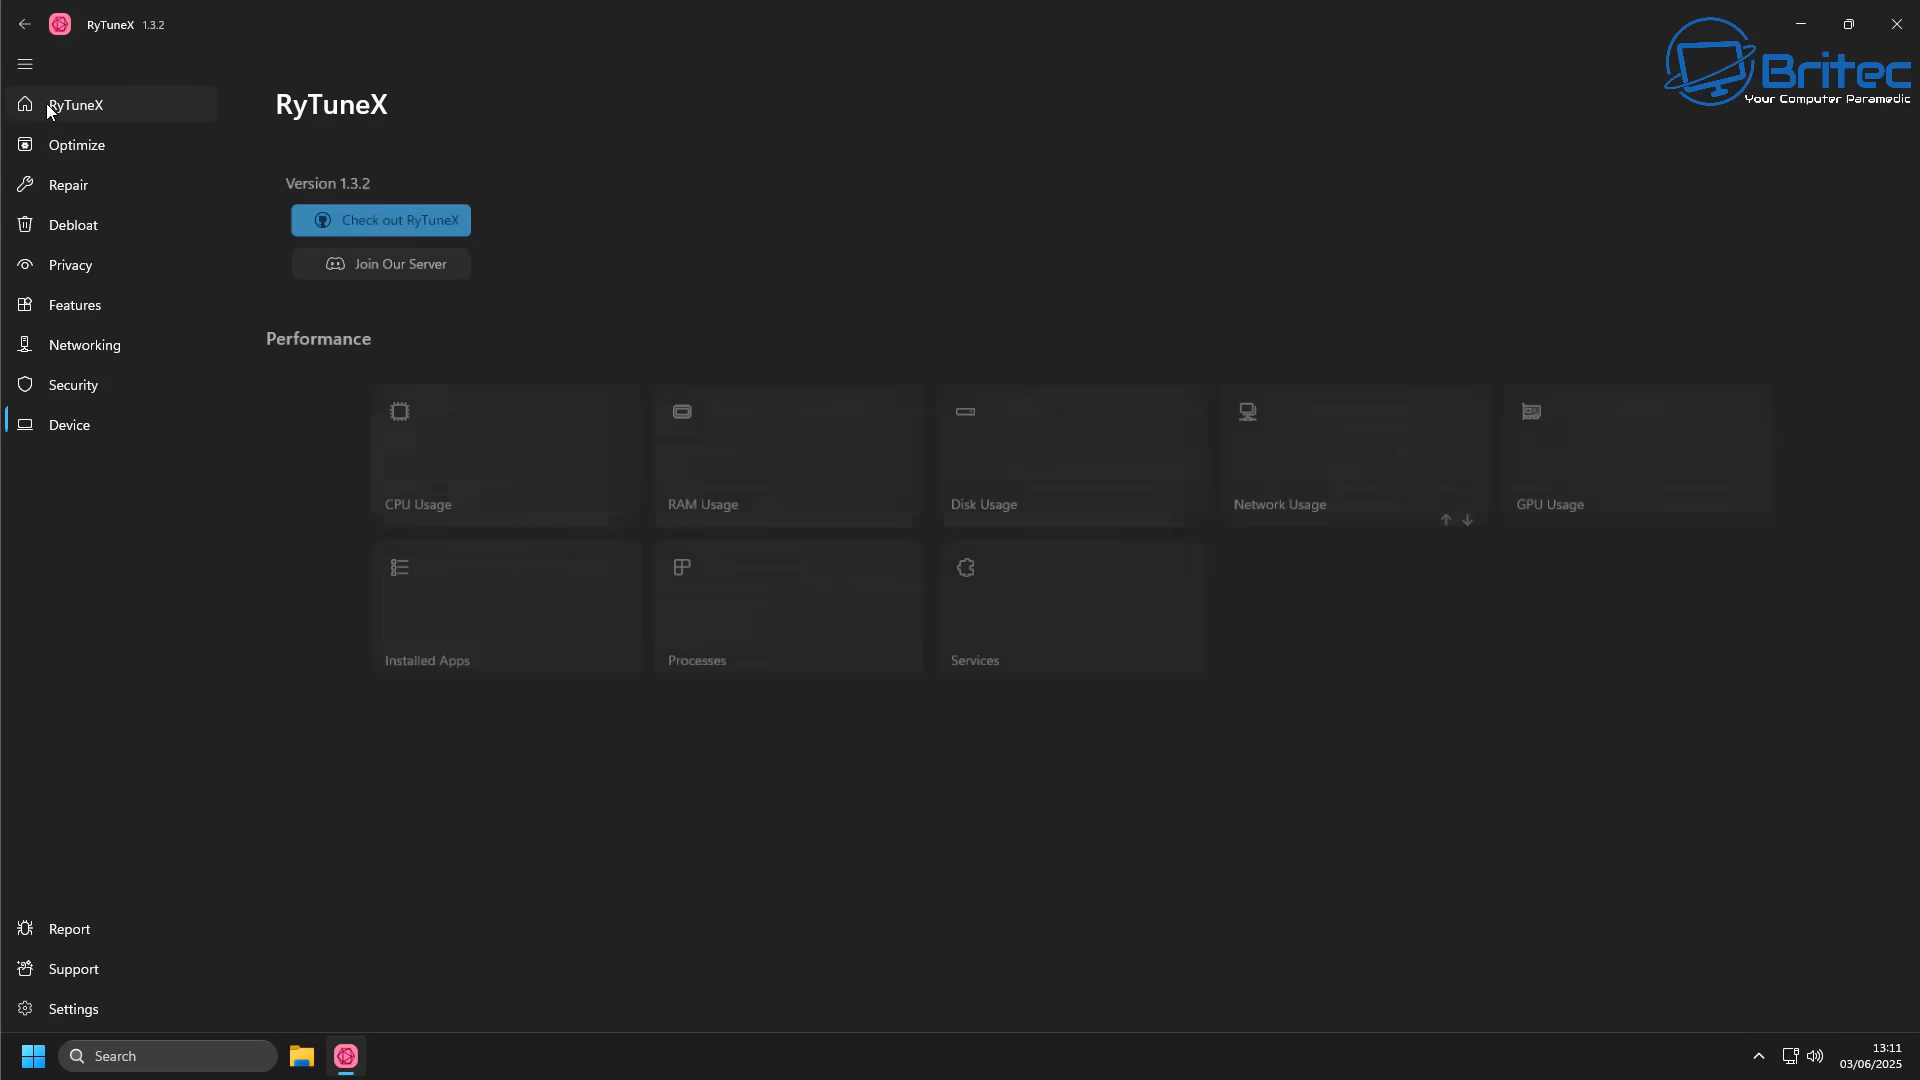 RyTuneX 1.3.2
Britec
Your Computer Paramedic
RyTuneX
Optimize
Repair
Debloat
Privacy
Features
Networking
Security
Device
RyTuneX
Version 1.3.2
Check out RyTuneX
Join Our Server
Performance
CPU Usage
RAM Usage
Disk Usage
Network Usage
GPU Usage
Installed Apps
Processes
Services
Report
Support
Settings
Search
13:11
03/06/2025